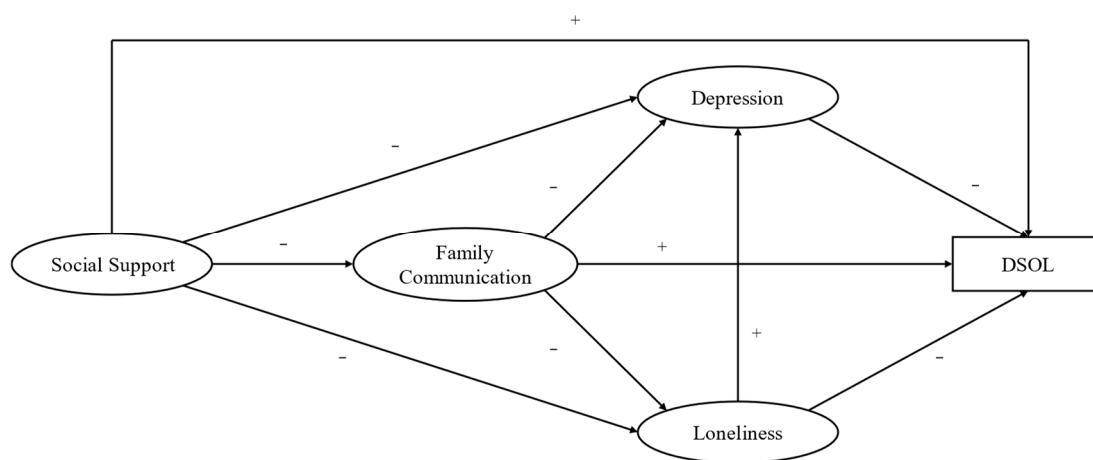 +
Depression
–
–
–
Social Support
–
Family
Communication
+
DSOL
–
–
+
–
Loneliness